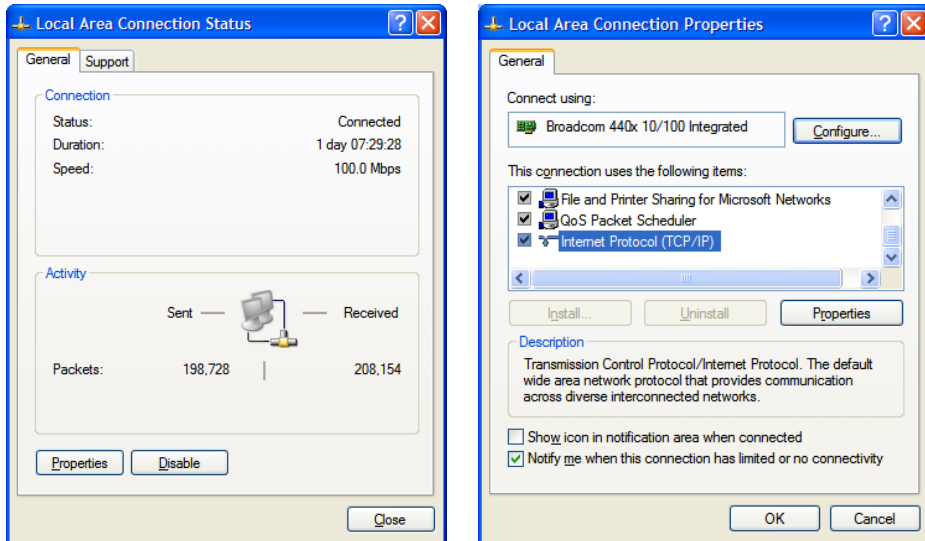 Local Area Connection Status
General Support
Connection
Status: Connected
Duration: 1 day 07:29:28
Speed: 100.0 Mbps
Activity
Sent Received
Packets: 198,728 208,154
Properties Disable
Close
Local Area Connection Properties
General
Connect using:
Broadcom 440x 10/100 Integrated
Configure...
This connection uses the following items:
File and Printer Sharing for Microsoft Networks
QoS Packet Scheduler
Internet Protocol (TCP/IP)
Install... Uninstall Properties
Description
Transmission Control Protocol/Internet Protocol. The default
wide area network protocol that provides communication
across diverse interconnected networks.
Show icon in notification area when connected
Notify me when this connection has limited or no connectivity
OK Cancel